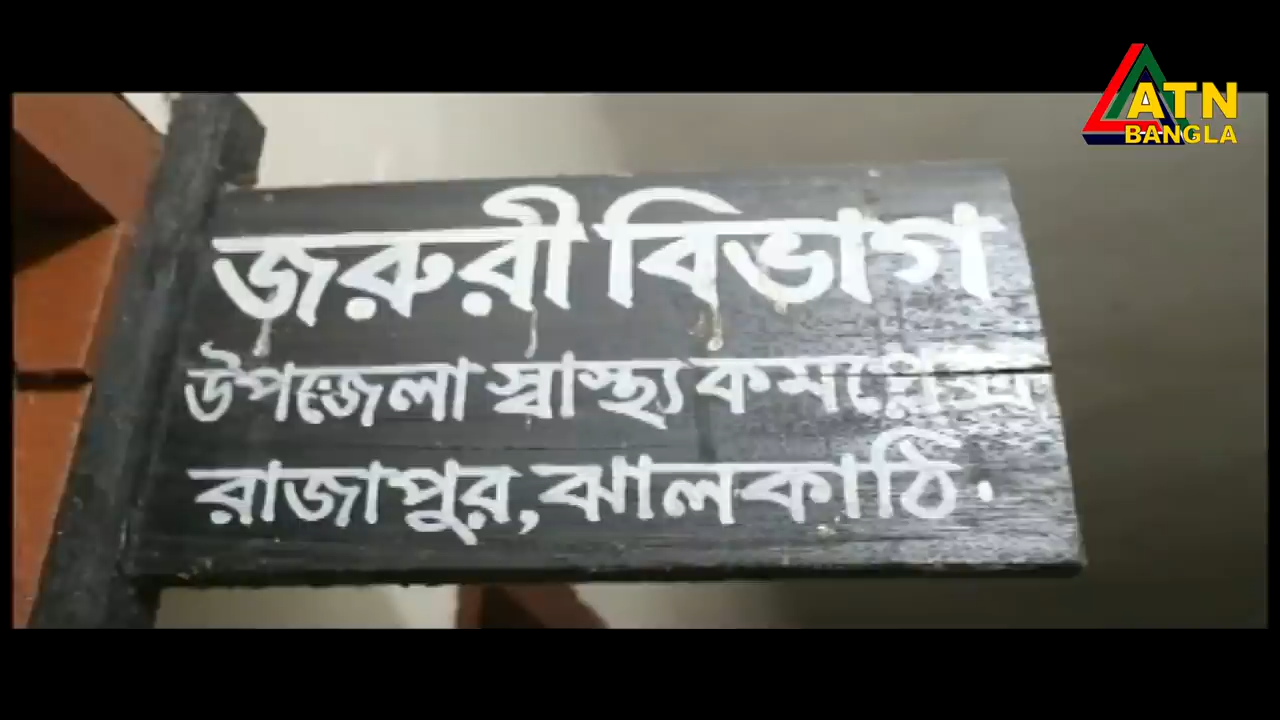 ATN
BANGLA
জরুরী বিভাগ
উপজেলা স্বাস্থ্য কমপ্লেক্স
রাজাপুর, ঝালকাঠি.